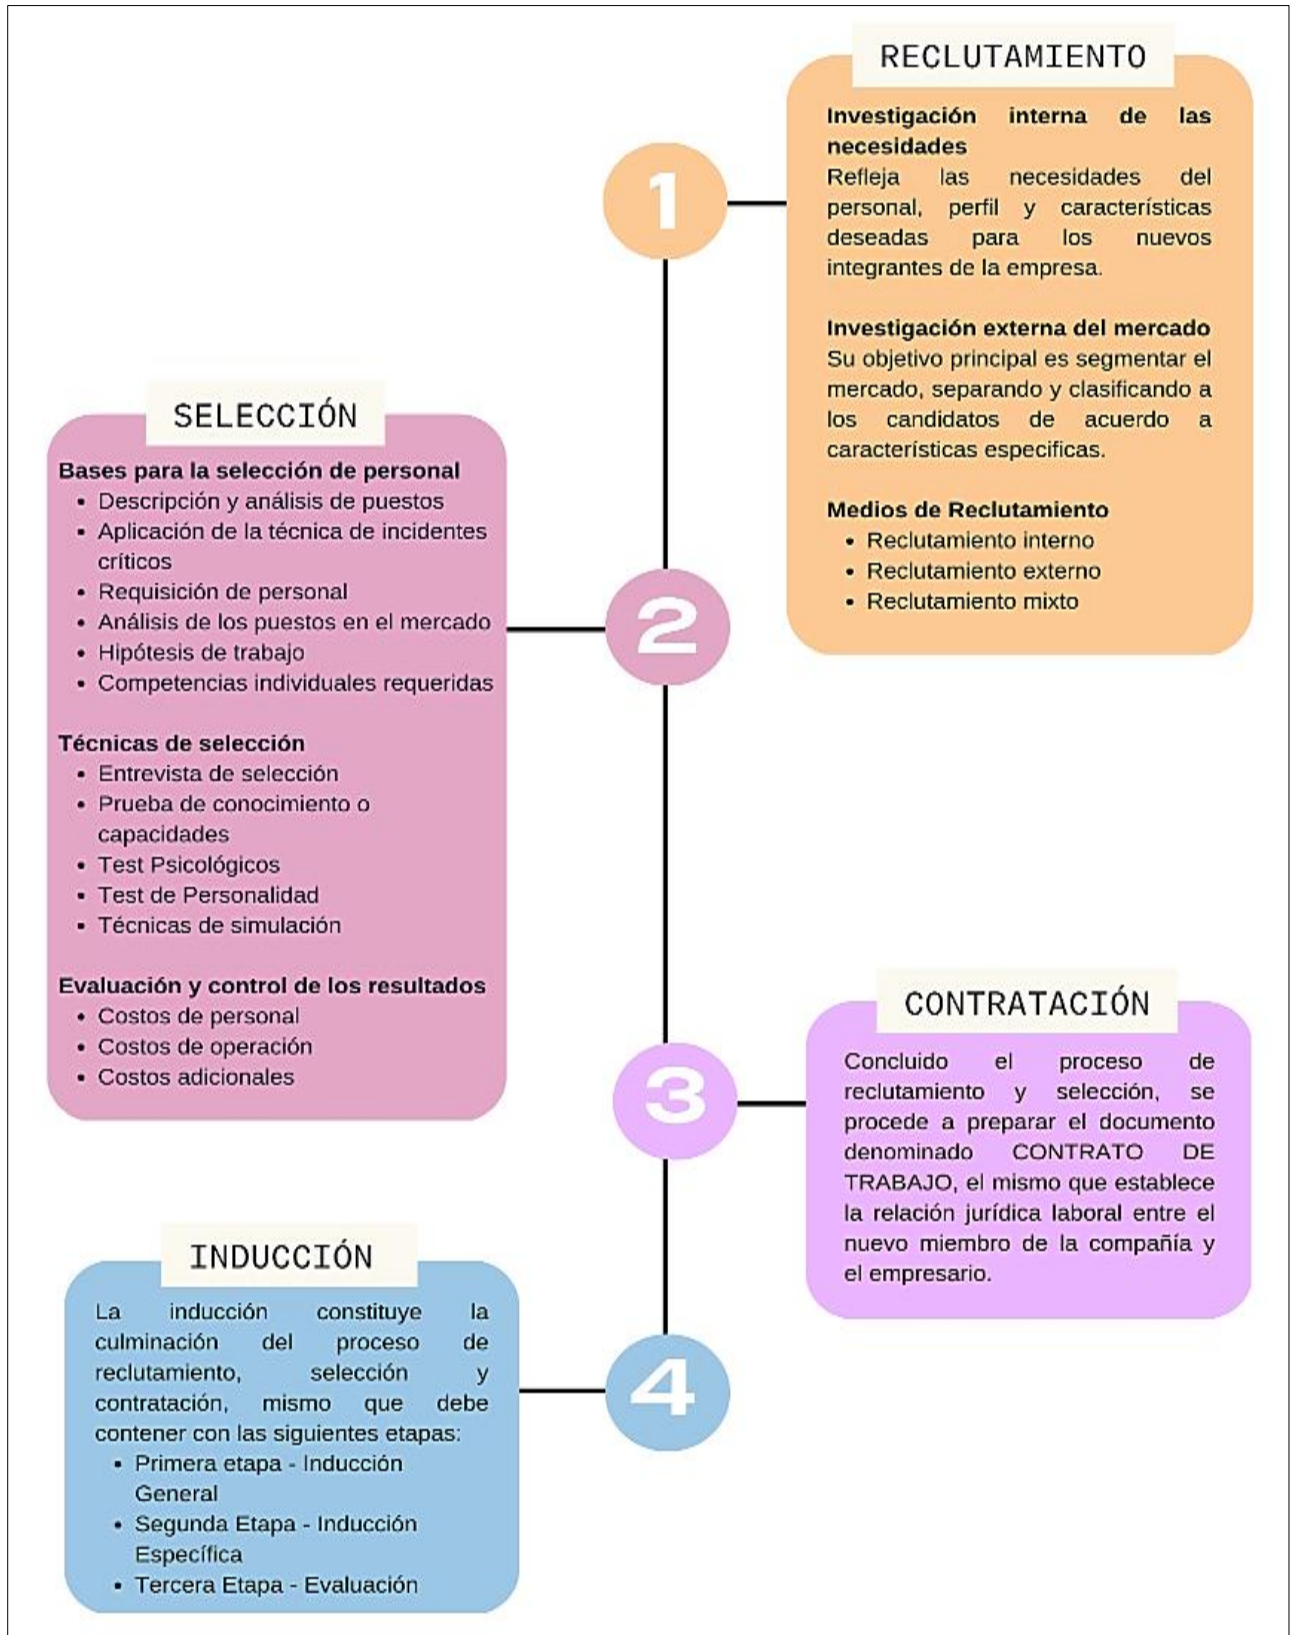 RECLUTAMIENTO
1
Investigación interna de las
necesidades
Refleja las necesidades del
personal, perfil y características
deseadas para los nuevos
integrantes de la empresa.
Investigación externa del mercado
Su objetivo principal es segmentar el
mercado, separando y clasificando a
los candidatos de acuerdo a
características especificas.
Medios de Reclutamiento
• Reclutamiento interno
• Reclutamiento externo
• Reclutamiento mixto
SELECCIÓN
2
Bases para la selección de personal
• Descripción y análisis de puestos
• Aplicación de la técnica de incidentes
críticos
• Requisición de personal
• Análisis de los puestos en el mercado
• Hipótesis de trabajo
• Competencias individuales requeridas
Técnicas de selección
• Entrevista de selección
• Prueba de conocimiento o
capacidades
• Test Psicológicos
• Test de Personalidad
• Técnicas de simulación
Evaluación y control de los resultados
• Costos de personal
• Costos de operación
• Costos adicionales
CONTRATACIÓN
3
Concluido el proceso de
reclutamiento y selección, se
procede a preparar el documento
denominado CONTRATO DE
TRABAJO, el mismo que establece
la relación jurídica laboral entre el
nuevo miembro de la compañía y
el empresario.
INDUCCIÓN
4
La inducción constituye la
culminación del proceso de
reclutamiento, selección y
contratación, mismo que debe
contener con las siguientes etapas:
• Primera etapa - Inducción
General
• Segunda Etapa - Inducción
Específica
• Tercera Etapa - Evaluación